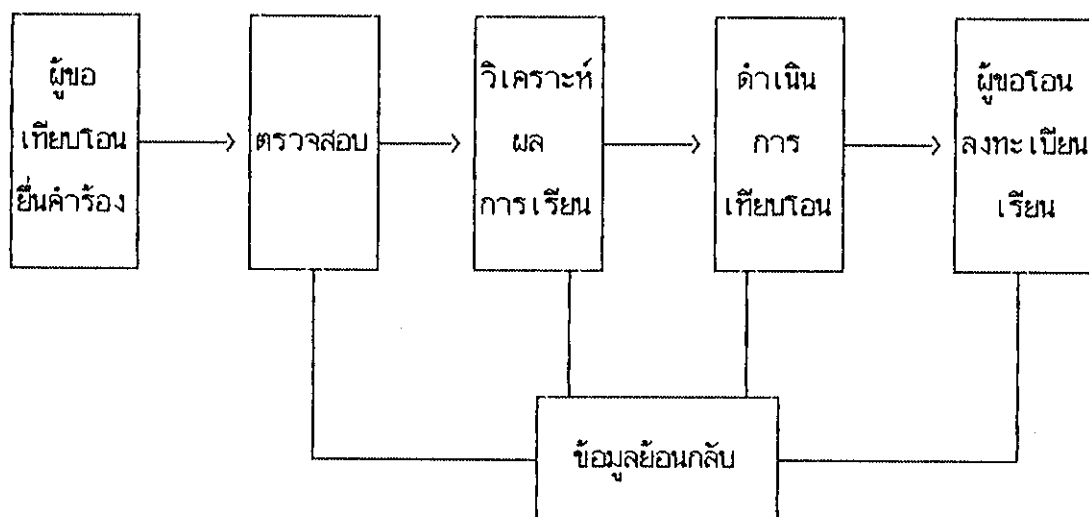 ผู้ขอ
เทียบโอน
ยื่นคำร้อง
ตรวจสอบ
วิเคราะห์
ผล
การเรียน
ดำเนิน
การ
เทียบโอน
ผู้ขอโอน
ลงทะเบียน
เรียน
ข้อมูลย้อนกลับ